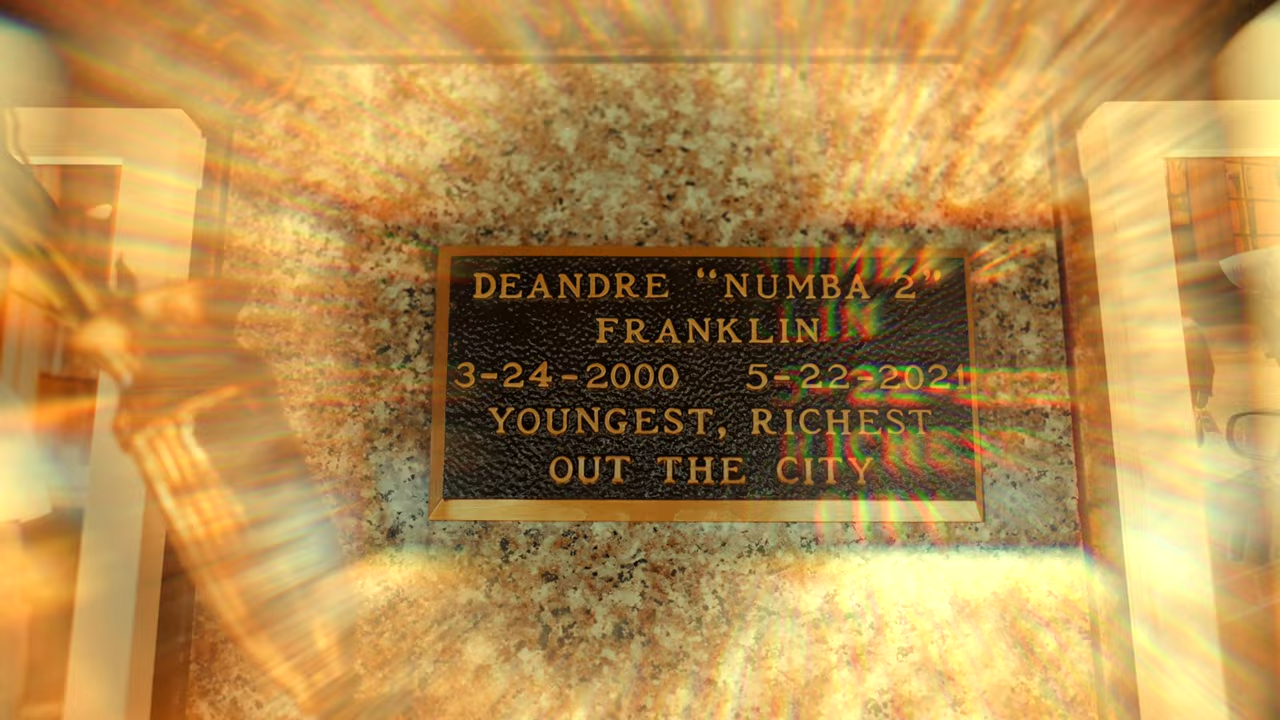 DEANDRE “NUMBA 2”
FRANKLIN
3-24-2000 5-22-2021
YOUNGEST, RICHEST
OUT THE CITY